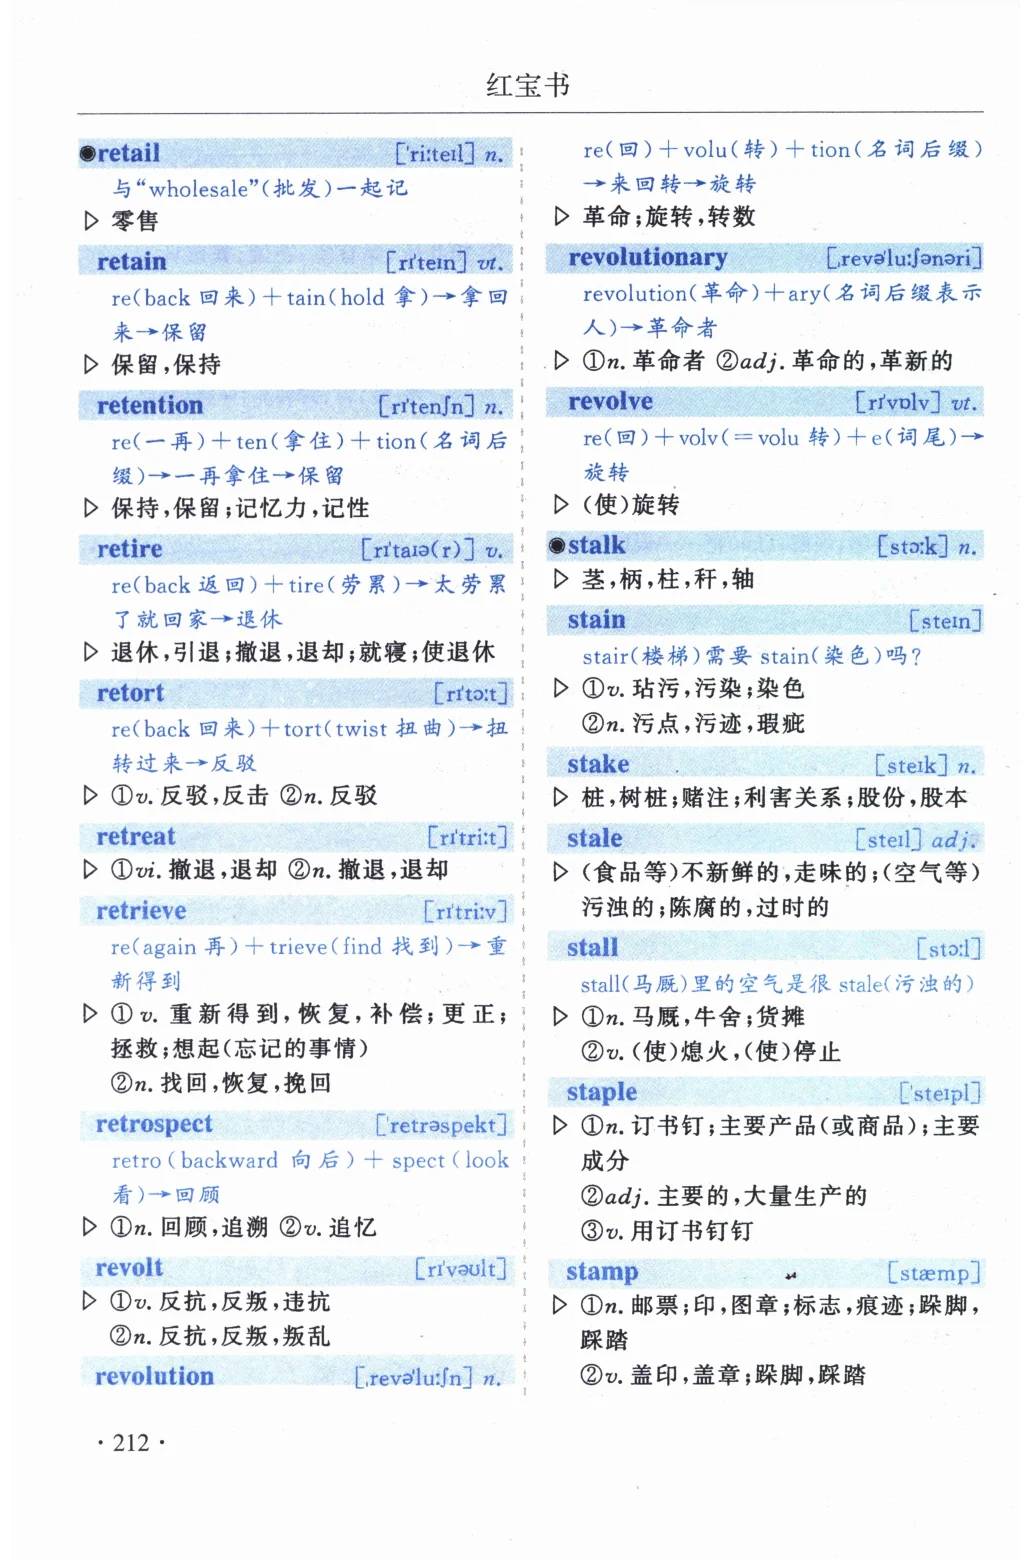 红宝书
●retail ['ri:teɪl] n.
与“wholesale”(批发)一起记
▷ 零售
retain [rɪ'teɪn] vt.
re(back 回来)+tain(hold 拿)→拿回
来→保留
▷ 保留,保持
retention [rɪ'tenʃn] n.
re(一再)+ten(拿住)+tion(名词后
缀)→一再拿住→保留
▷ 保持,保留;记忆力,记性
retire [rɪ'taɪə(r)] v.
re(back 返回)+tire(劳累)→太劳累
了就回家→退休
▷ 退休,引退;撤退,退却;就寝;使退休
retort [rɪ'tɔ:t]
re(back 回来)+tort(twist 扭曲)→扭
转过来→反驳
▷ ①v. 反驳,反击 ②n. 反驳
retreat [rɪ'tri:t]
▷ ①vi. 撤退,退却 ②n. 撤退,退却
retrieve [rɪtri:v]
re(again 再)+trieve(find 找到)→重
新得到
▷ ①v. 重新得到,恢复,补偿;更正;
拯救;想起(忘记的事情)
②n. 找回,恢复,挽回
retrospect ['retrəspekt]
retro(backward 向后)+spect(look
看)→回顾
▷ ①n. 回顾,追溯 ②v. 追忆
revolt [rɪ'vəʊlt]
▷ ①v. 反抗,反叛,违抗
②n. 反抗,反叛,叛乱
revolution [ˌrevə'lu:ʃn] n.
re(回)+volu(转)+tion(名词后缀)
→来回转→旋转
▷ 革命;旋转,转数
revolutionary [ˌrevə'lu:ʃənəri]
revolution(革命)+ary(名词后缀表示
人)→革命者
▷ ①n. 革命者 ②adj. 革命的,革新的
revolve [rɪ'vɒlv] vt.
re(回)+volv(=volu 转)+e(词尾)→
旋转
▷ (使)旋转
●stalk [stɔ:k] n.
▷ 茎,柄,柱,秆,轴
stain [steɪn]
stair(楼梯)需要 stain(染色)吗?
▷ ①v. 玷污,污染;染色
②n. 污点,污迹,瑕疵
stake [steɪk] n.
▷ 桩,树桩;赌注;利害关系;股份,股本
stale [steɪl] adj.
▷ (食品等)不新鲜的,走味的;(空气等)
污浊的;陈腐的,过时的
stall [stɔ:l]
stall(马厩)里的空气是很 stale(污浊的)
▷ ①n. 马厩,牛舍;货摊
②v. (使)熄火,(使)停止
staple ['steɪpl]
▷ ①n. 订书钉;主要产品(或商品);主要
成分
②adj. 主要的,大量生产的
③v. 用订书钉钉
stamp [stæmp]
▷ ①n. 邮票;印,图章;标志,痕迹;跺脚,
踩踏
②v. 盖印,盖章;跺脚,踩踏
·212·